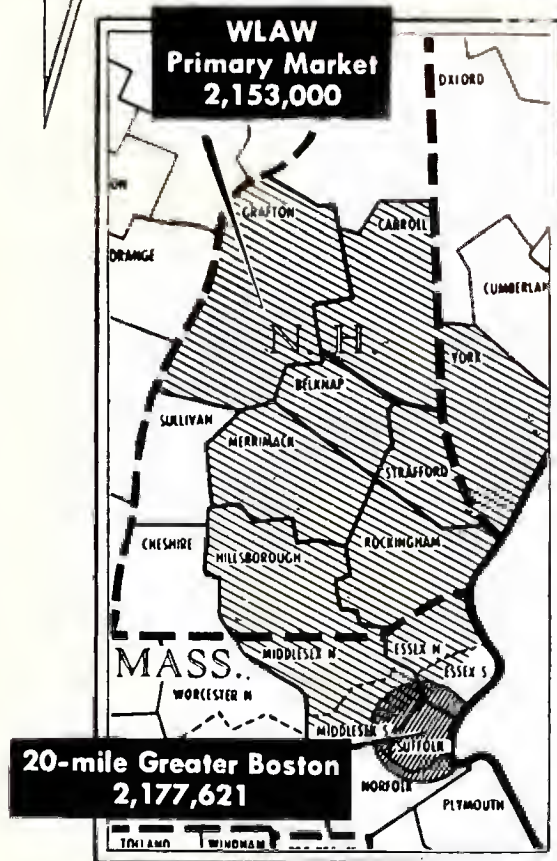 WLAW
Primary Market
2,153,000
OXFORD
GRAFTON
CARROLL
ORANGE
CUMBERLAN
N. H.
YORK
BELKNAP
SULLIVAN
MERRIMACK
STRAFFORD
CHESHIRE
HILLSBOROUGH
ROCKINGHAM
MIDDLESEX N
ESSEX N
MASS.
ESSEX S
WORCESTER N
MIDDLESEX S
SUFFOLK
20-mile Greater Boston
2,177,621
NORFOLK
PLYMOUTH
TOLLAND
WINDHAM